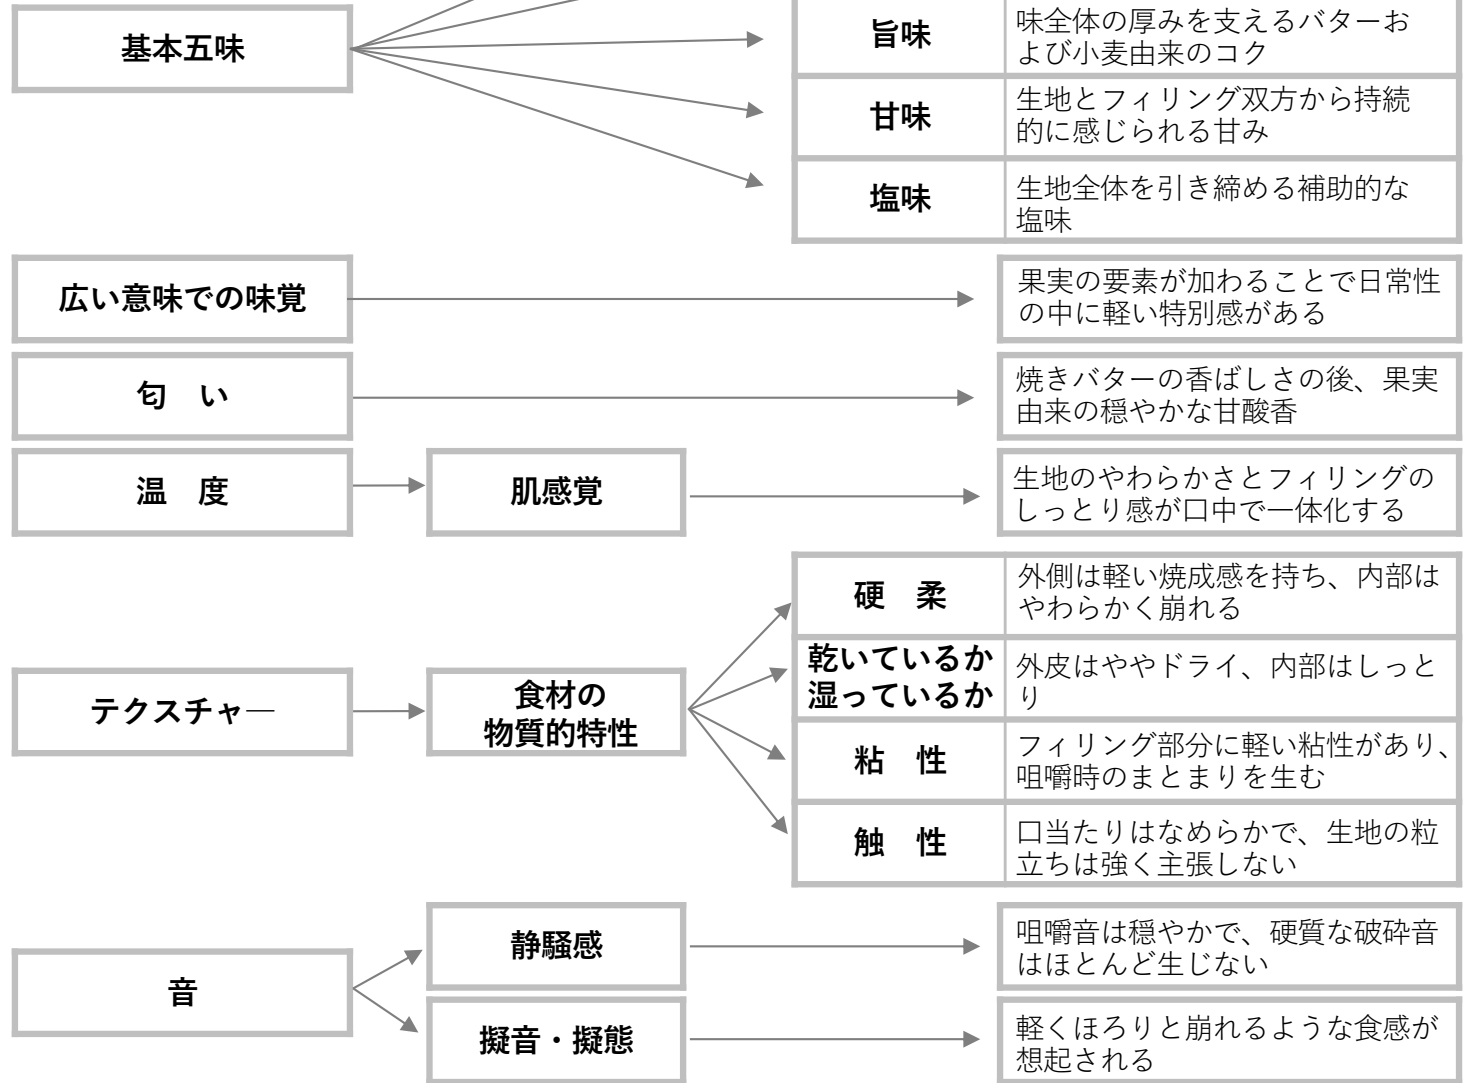 基本五味
旨味
味全体の厚みを支えるバターお
よび小麦由来のコク
甘味
生地とフィリング双方から持続
的に感じられる甘み
塩味
生地全体を引き締める補助的な
塩味
広い意味での味覚
果実の要素が加わることで日常性
の中に軽い特別感がある
匂　い
焼きバターの香ばしさの後、果実
由来の穏やかな甘酸香
温　度
肌感覚
生地のやわらかさとフィリングの
しっとり感が口中で一体化する
テクスチャ―
食材の
物質的特性
硬　柔
外側は軽い焼成感を持ち、内部は
やわらかく崩れる
乾いているか
湿っているか
外皮はややドライ、内部はしっと
り
粘　性
フィリング部分に軽い粘性があり、
咀嚼時のまとまりを生む
触　性
口当たりはなめらかで、生地の粒
立ちは強く主張しない
音
静騒感
咀嚼音は穏やかで、硬質な破砕音
はほとんど生じない
擬音・擬態
軽くほろりと崩れるような食感が
想起される